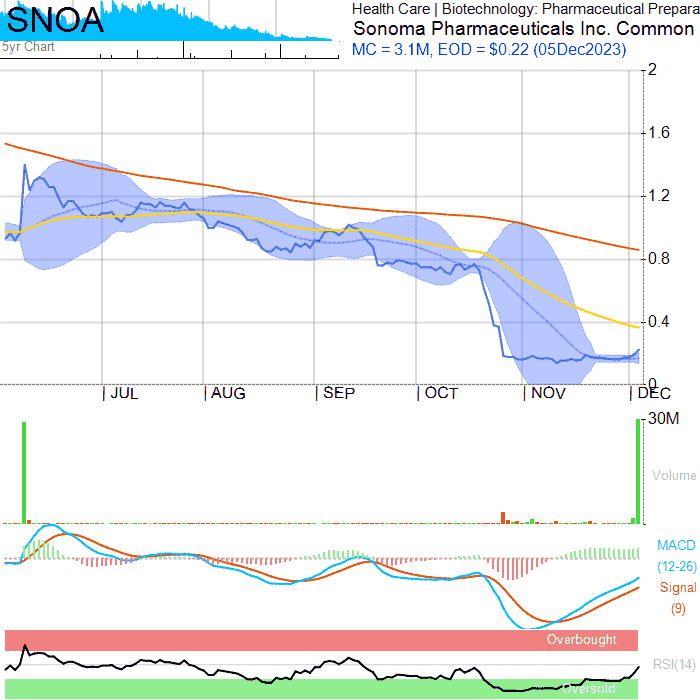 SNOA
5yr Chart
Health Care | Biotechnology: Pharmaceutical Prepara
Sonoma Pharmaceuticals Inc. Common
MC = 3.1M, EOD = $0.22 (05Dec2023)
2
1.6
1.2
0.8
0.4
0
JUL AUG SEP OCT NOV DEC
30M
Volume
MACD
(12-26)
Signal
(9)
Overbought
RSI(14)
Oversold